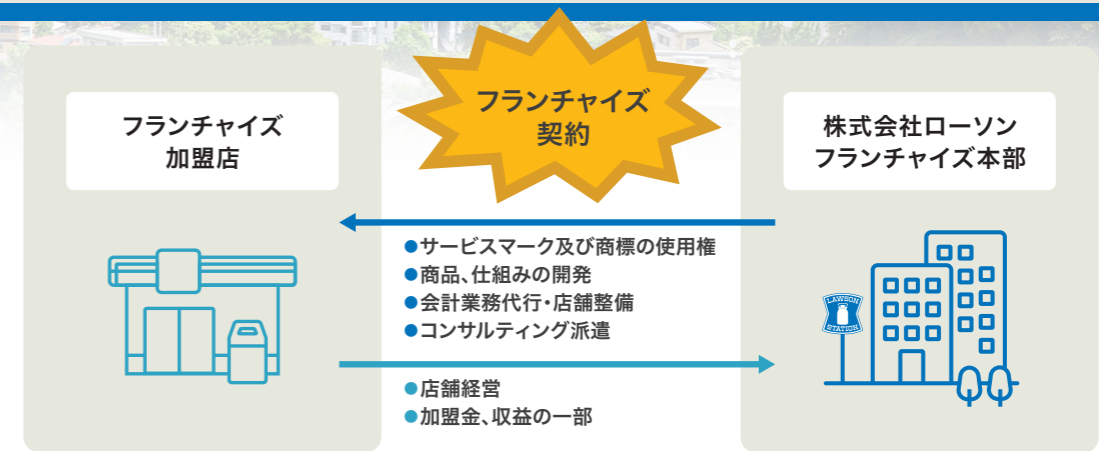 フランチャイズ
加盟店
フランチャイズ
契約
株式会社ローソン
フランチャイズ本部
●サービスマーク及び商標の使用権
●商品、仕組みの開発
●会計業務代行・店舗整備
●コンサルティング派遣
●店舗経営
●加盟金、収益の一部
LAWSON
STATION